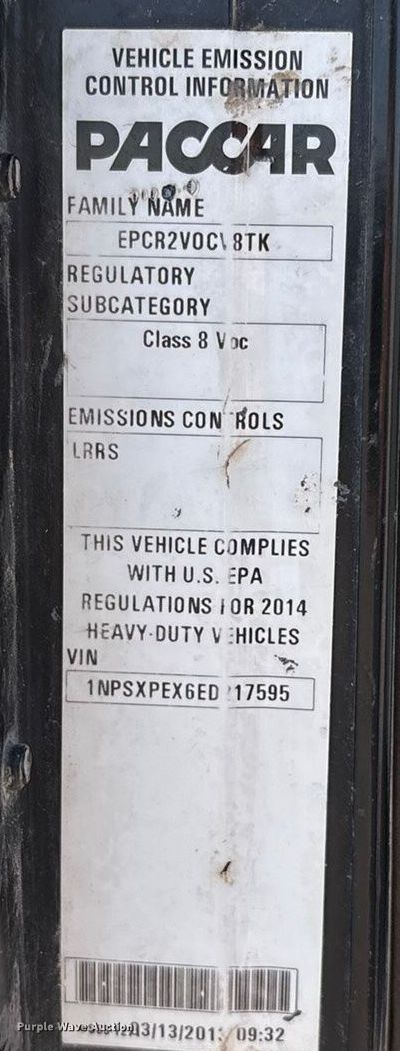 VEHICLE EMISSION
CONTROL INFORMATION
PACCAR
FAMILY NAME
EPCR2VOCV8TK
REGULATORY
SUBCATEGORY
Class 8 Voc
EMISSIONS CONTROLS
LRRS
THIS VEHICLE COMPLIES
WITH U.S. EPA
REGULATIONS FOR 2014
HEAVY-DUTY VEHICLES
VIN
Purple Wave Auction
09:32